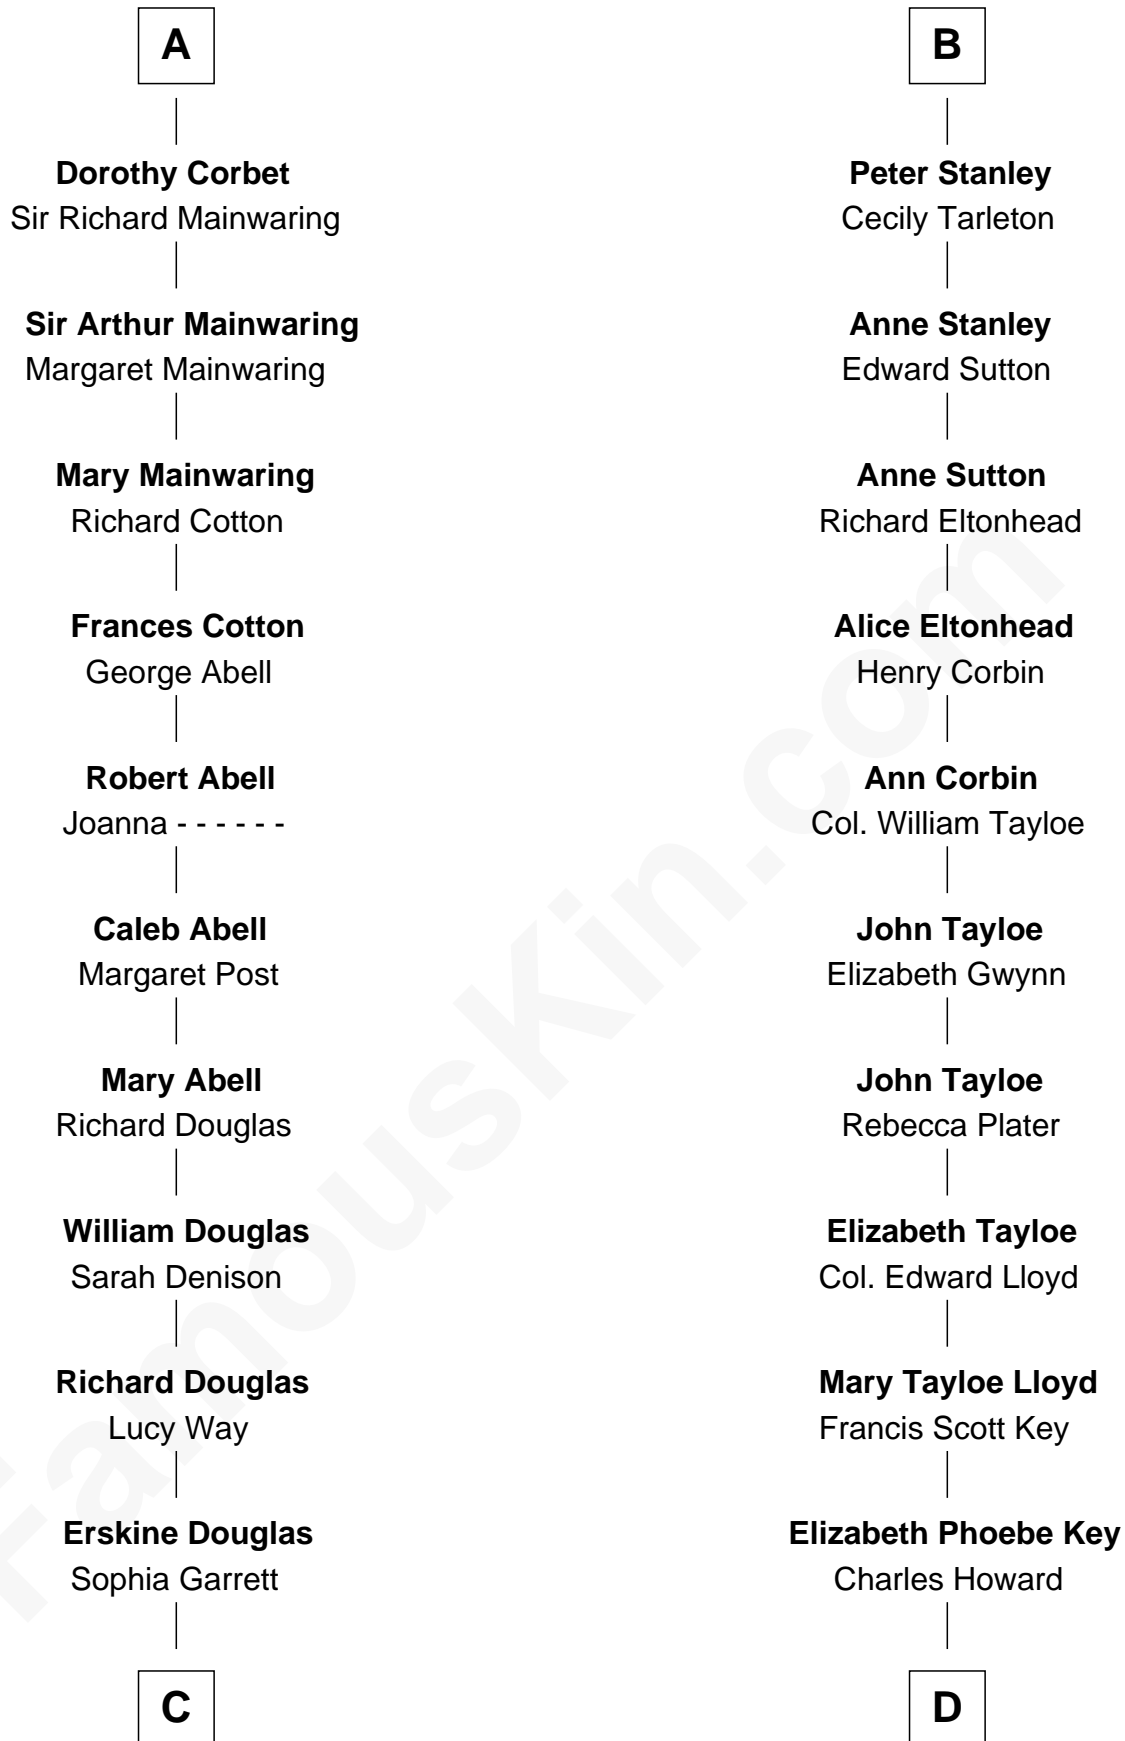 A
Dorothy Corbet
Sir Richard Mainwaring
Sir Arthur Mainwaring
Margaret Mainwaring
Mary Mainwaring
Richard Cotton
Frances Cotton
George Abell
Robert Abell
Joanna - - - - - -
Caleb Abell
Margaret Post
Mary Abell
Richard Douglas
William Douglas
Sarah Denison
Richard Douglas
Lucy Way
Erskine Douglas
Sophia Garrett
C
B
Peter Stanley
Cecily Tarleton
Anne Stanley
Edward Sutton
Anne Sutton
Richard Eltonhead
Alice Eltonhead
Henry Corbin
Ann Corbin
Col. William Tayloe
John Tayloe
Elizabeth Gwynn
John Tayloe
Rebecca Plater
Elizabeth Tayloe
Col. Edward Lloyd
Mary Tayloe Lloyd
Francis Scott Key
Elizabeth Phoebe Key
Charles Howard
D
FamousKin.com